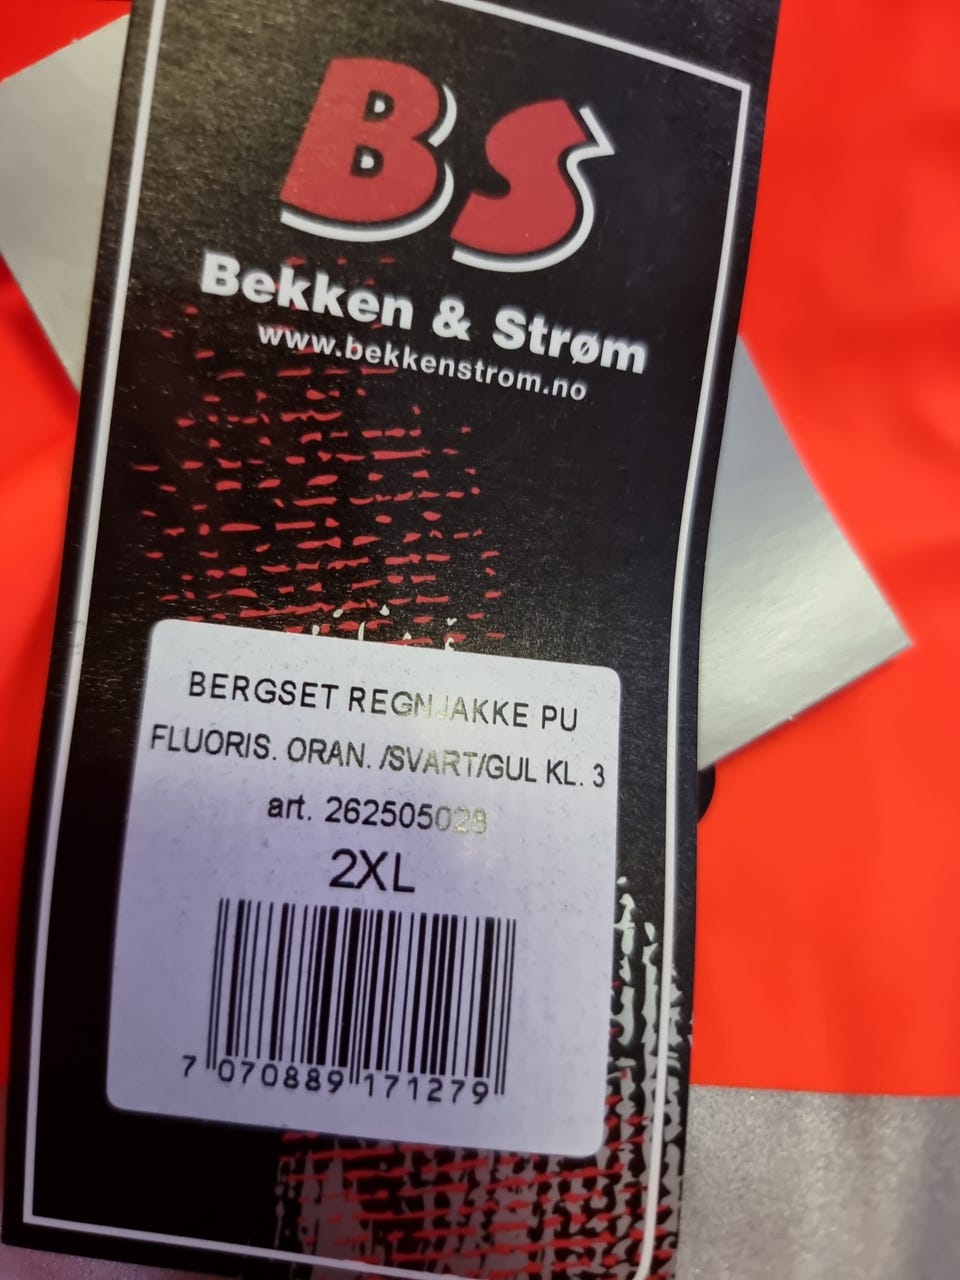 BS
Bekken & Strøm
www.bekkenstrom.no
BERGSET REGNJAKKE PU
FLUORIS. ORAN. /SVART/GUL KL. 3
art. 262505028
2XL
7 070889 171279